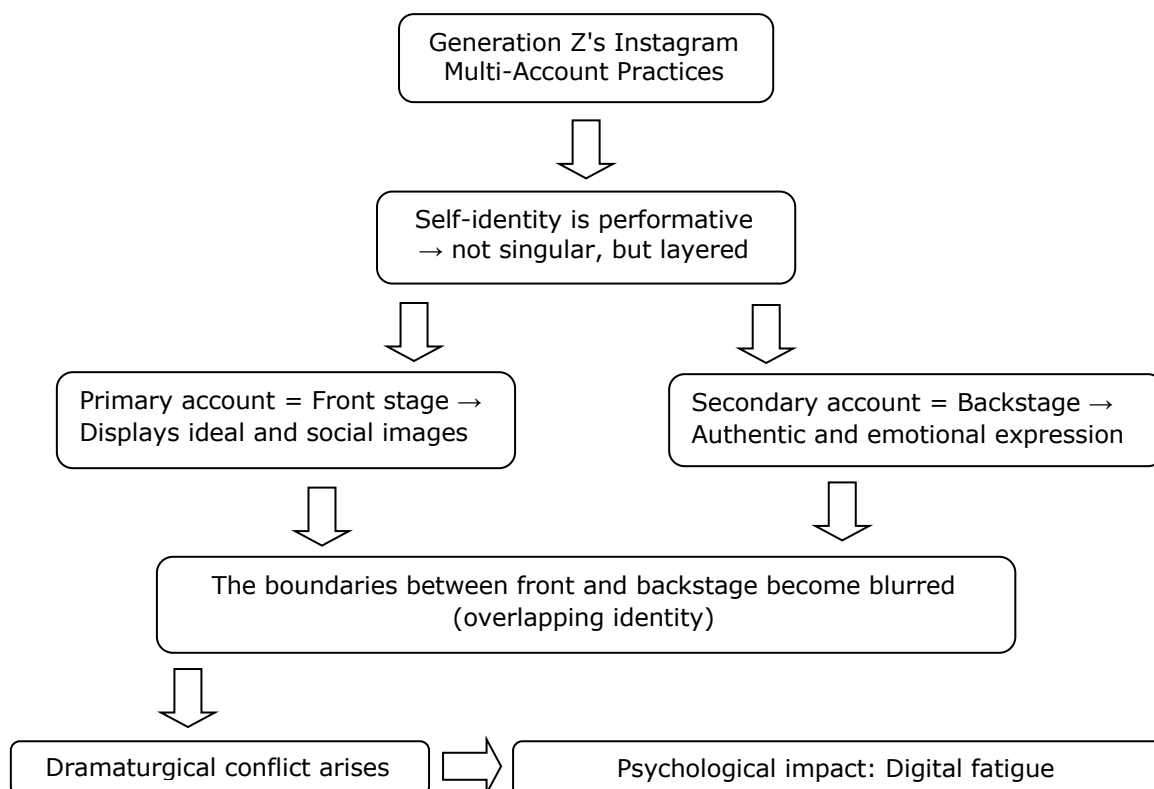 Generation Z's Instagram
Multi-Account Practices
Self-identity is performative
→ not singular, but layered
Primary account = Front stage →
Displays ideal and social images
Secondary account = Backstage →
Authentic and emotional expression
The boundaries between front and backstage become blurred
(overlapping identity)
Dramaturgical conflict arises
Psychological impact: Digital fatigue